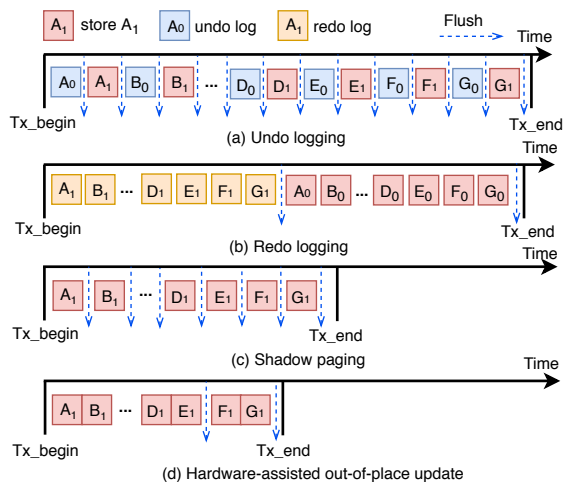 A1 store A1 A0 undo log A1 redo log Flush
Time
A0 A1 B0 B1 ... D0 D1 E0 E1 F0 F1 G0 G1
Tx_begin Tx_end
(a) Undo logging
Time
A1 B1 ... D1 E1 F1 G1 A0 B0 ... D0 E0 F0 G0
Tx_begin Tx_end
(b) Redo logging
Time
A1 B1 ... D1 E1 F1 G1
Tx_begin Tx_end
(c) Shadow paging
Time
A1 B1 ... D1 E1 F1 G1
Tx_begin Tx_end
(d) Hardware-assisted out-of-place update